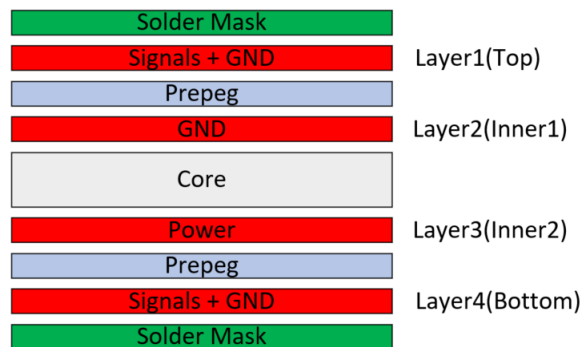 Solder Mask
Signals + GND Layer1(Top)
Prepeg
GND Layer2(Inner1)
Core
Power Layer3(Inner2)
Prepeg
Signals + GND Layer4(Bottom)
Solder Mask